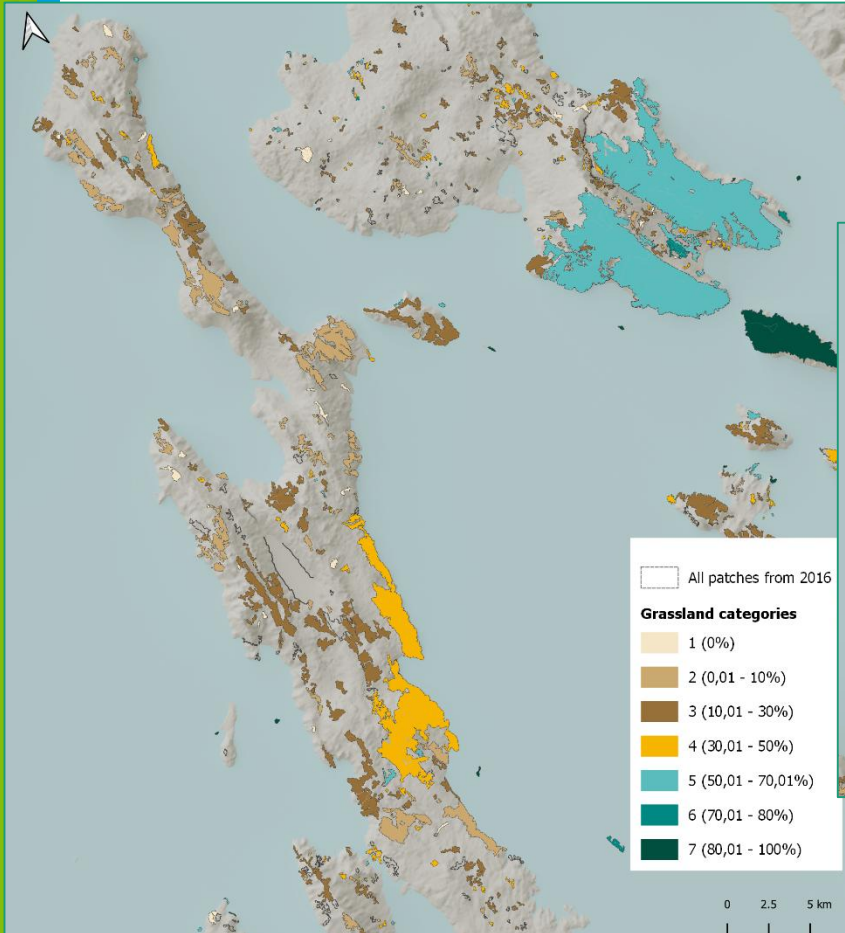 All patches from 2016
Grassland categories
1 (0%)
2 (0,01 - 10%)
3 (10,01 - 30%)
4 (30,01 - 50%)
5 (50,01 - 70,01%)
6 (70,01 - 80%)
7 (80,01 - 100%)
0 2.5 5 km